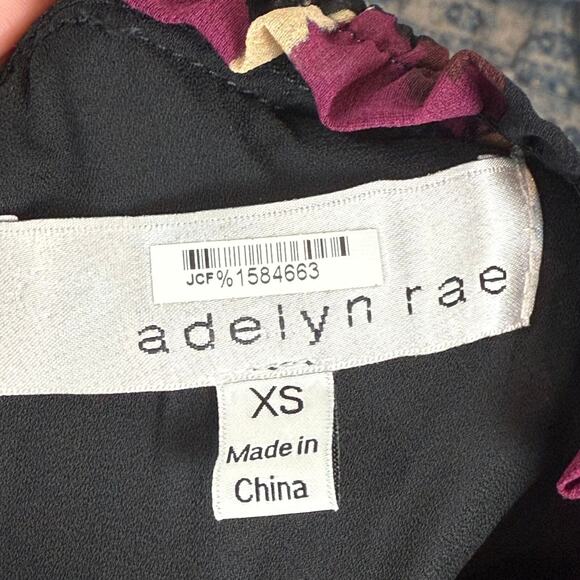 JCF%1584663
adelyn rae
XS
Made in
China